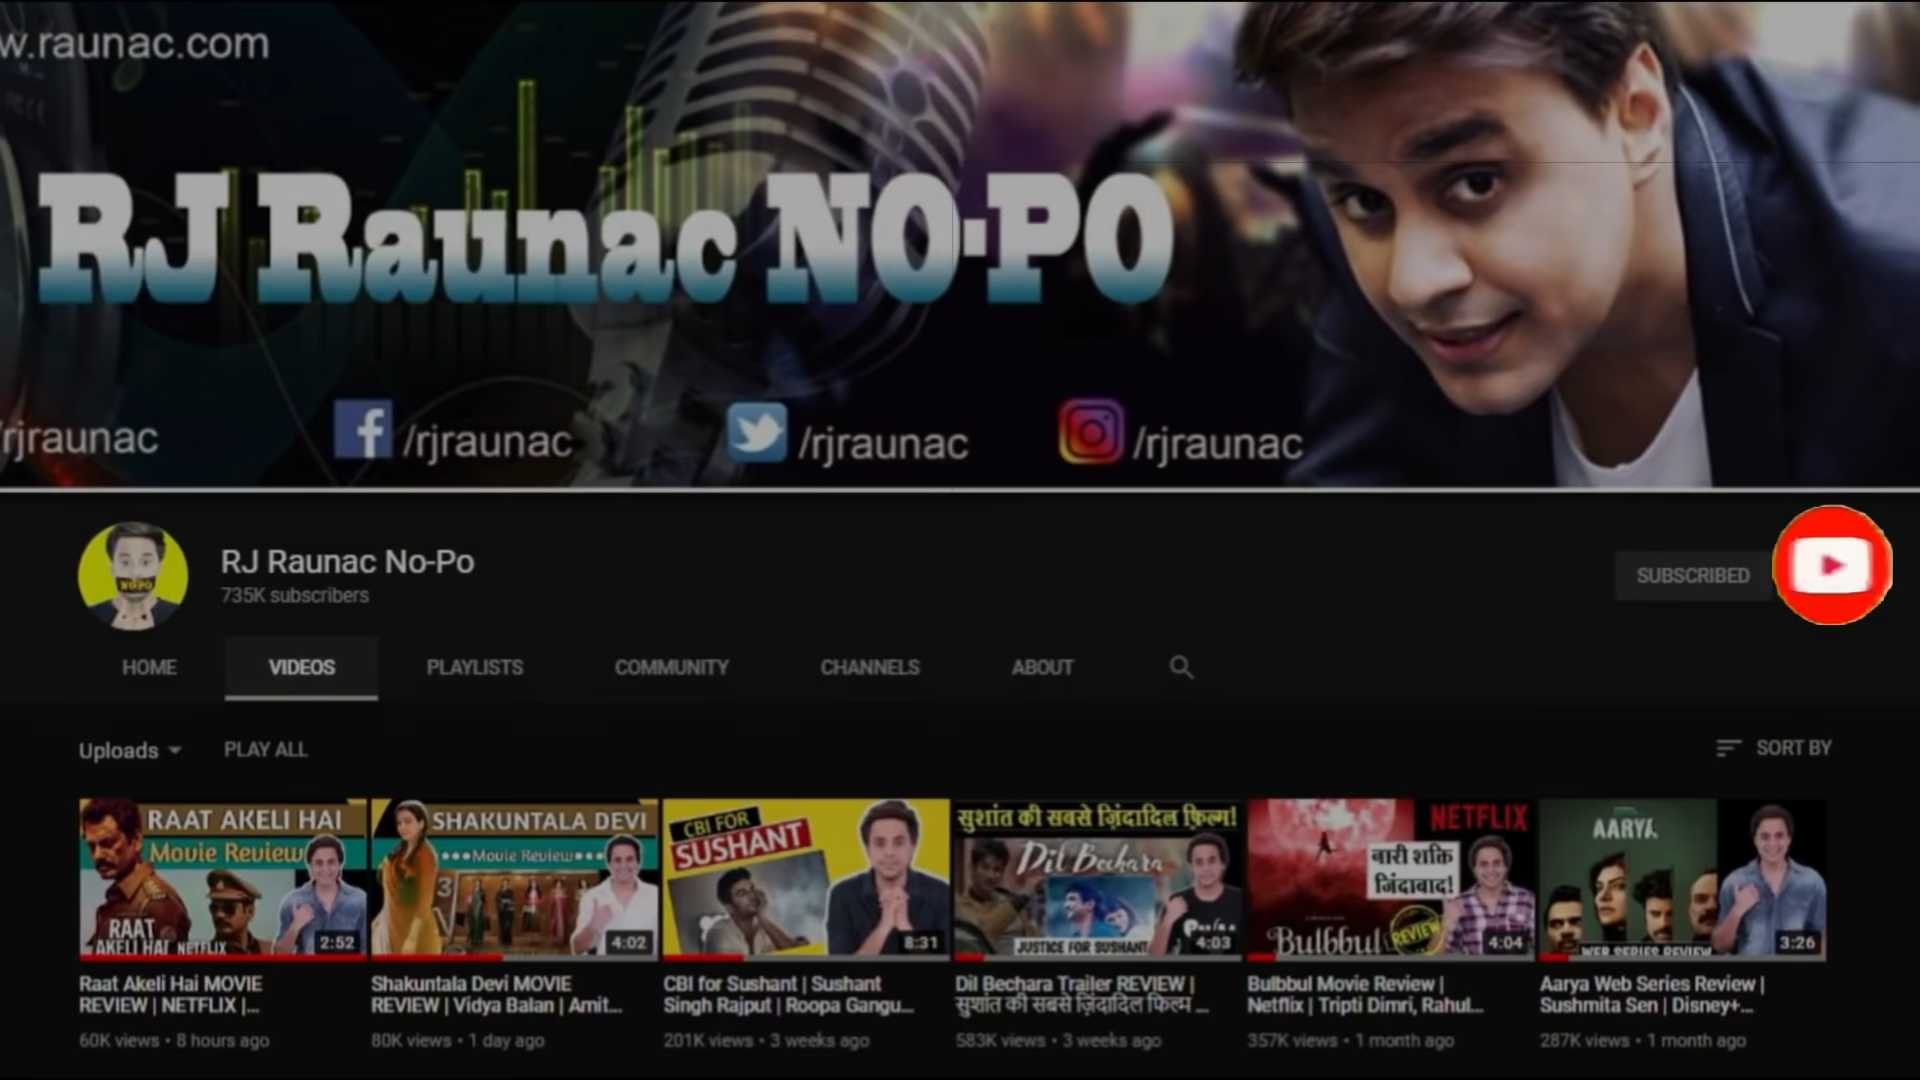 w.raunac.com
RJ Raunac NO-PO
/rjraunac
/rjraunac
/rjraunac
/rjraunac
RJ Raunac No-Po
735K subscribers
SUBSCRIBED
HOME
VIDEOS
PLAYLISTS
COMMUNITY
CHANNELS
ABOUT
Uploads
PLAY ALL
SORT BY
RAAT AKELI HAI
Movie Review
RAAT
AKELI HAI NETFLIX
2:52
SHAKUNTALA DEVI
•••Movie Review•••
4:02
CBI FOR
SUSHANT
8:31
सुशांत की सबसे ज़िंदादिल फ़िल्म!
Dil Bechara
JUSTICE FOR SUSHANT
4:03
NETFLIX
नारी शक्ति
जिंदाबाद!
Bulbbul
REVIEW
4:04
AARYA
WEB SERIES REVIEW
3:26
Raat Akeli Hai MOVIE
REVIEW | NETFLIX |...
60K views • 8 hours ago
Shakuntala Devi MOVIE
REVIEW | Vidya Balan | Amit...
80K views • 1 day ago
CBI for Sushant | Sushant
Singh Rajput | Roopa Gangu...
201K views • 3 weeks ago
Dil Bechara Trailer REVIEW |
सुशांत की सबसे ज़िंदादिल फिल्म ...
583K views • 3 weeks ago
Bulbbul Movie Review |
Netflix | Tripti Dimri, Rahul...
357K views • 1 month ago
Aarya Web Series Review |
Sushmita Sen | Disney+...
287K views • 1 month ago